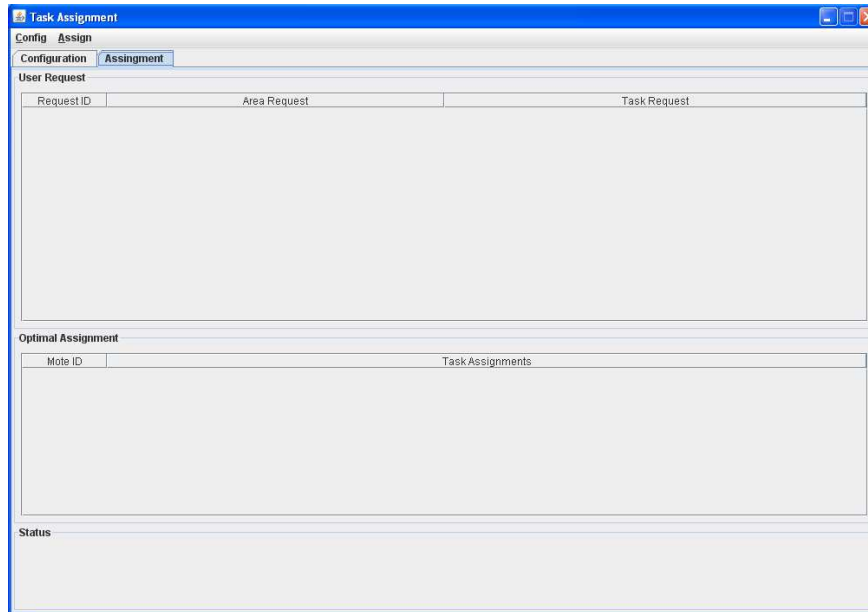 Task Assignment
Config Assign
Configuration Assingment
User Request
Request ID Area Request Task Request
Optimal Assignment
Mote ID Task Assignments
Status